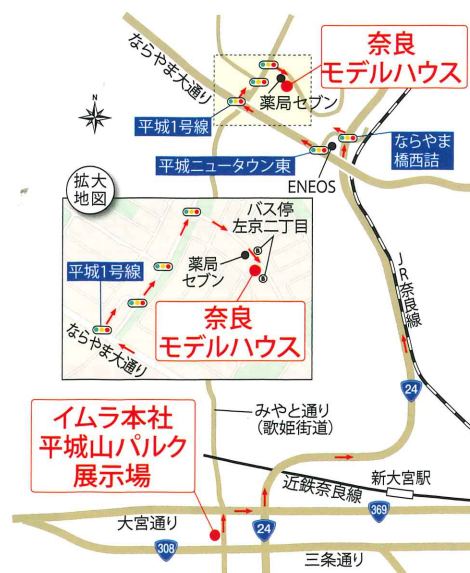 ならやま大通り
奈良
モデルハウス
薬局セブン
N
平城1号線
平城ニュータウン東
ENEOS
ならやま
橋西詰
拡大
地図
バス停
左京二丁目
B
薬局
セブン
B
平城1号線
奈良
モデルハウス
ならやま大通り
JR奈良線
24
みやと通り
(歌姫街道)
イムラ本社
平城山パルク
展示場
新大宮駅
近鉄奈良線
369
大宮通り
24
308
三条通り